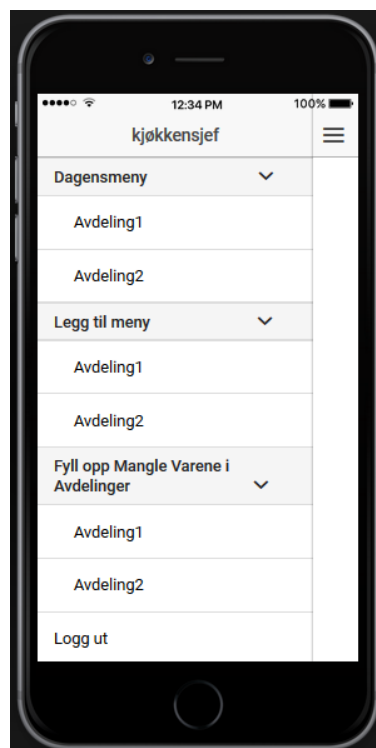 12:34 PM
100%
kjøkkensjef
Dagensmeny
Avdeling1
Avdeling2
Legg til meny
Avdeling1
Avdeling2
Fyll opp Mangle Varene i
Avdelinger
Avdeling1
Avdeling2
Logg ut